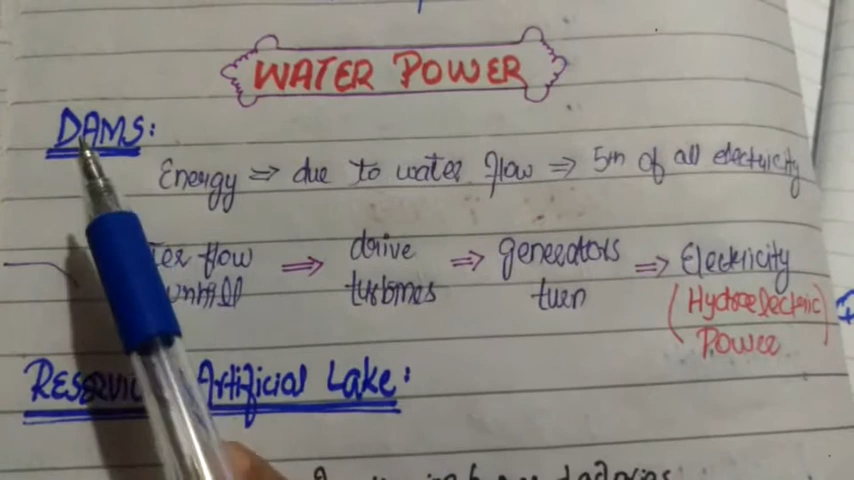 WATER POWER
DAMS:
Energy ⇒ due to water flow ⇒ 5th of all electricity
ter flow ⇒ drive ⇒ generators ⇒ Electricity
turbines turn (Hydroelectric
Power)
Artificial Lake: